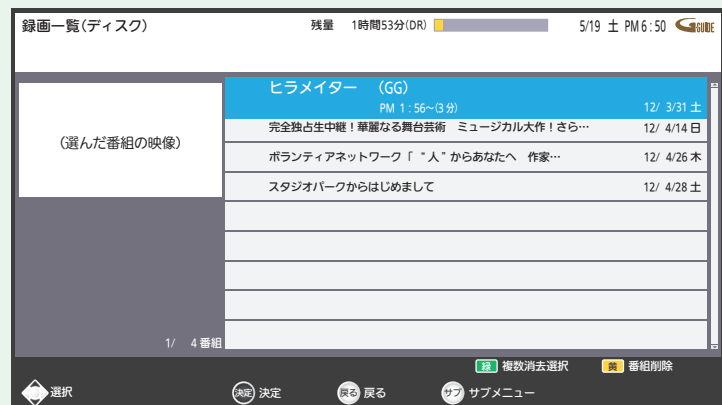 録画一覧(ディスク) 残量 1時間53分(DR) 5/19 土 PM 6 : 50 G GUIDE
ヒラメイター (GG)
PM 1 : 56~(3 分) 12/ 3/31 土
(選んだ番組の映像)
完全独占生中継！華麗なる舞台芸術 ミュージカル大作！さら… 12/ 4/14 日
ボランティアネットワーク「 “人”からあなたへ 作家… 12/ 4/26 木
スタジオパークからはじめまして 12/ 4/28 土
1/ 4 番組
緑 複数消去選択 黄 番組削除
選択 決定 決定 戻る 戻る サブ サブメニュー